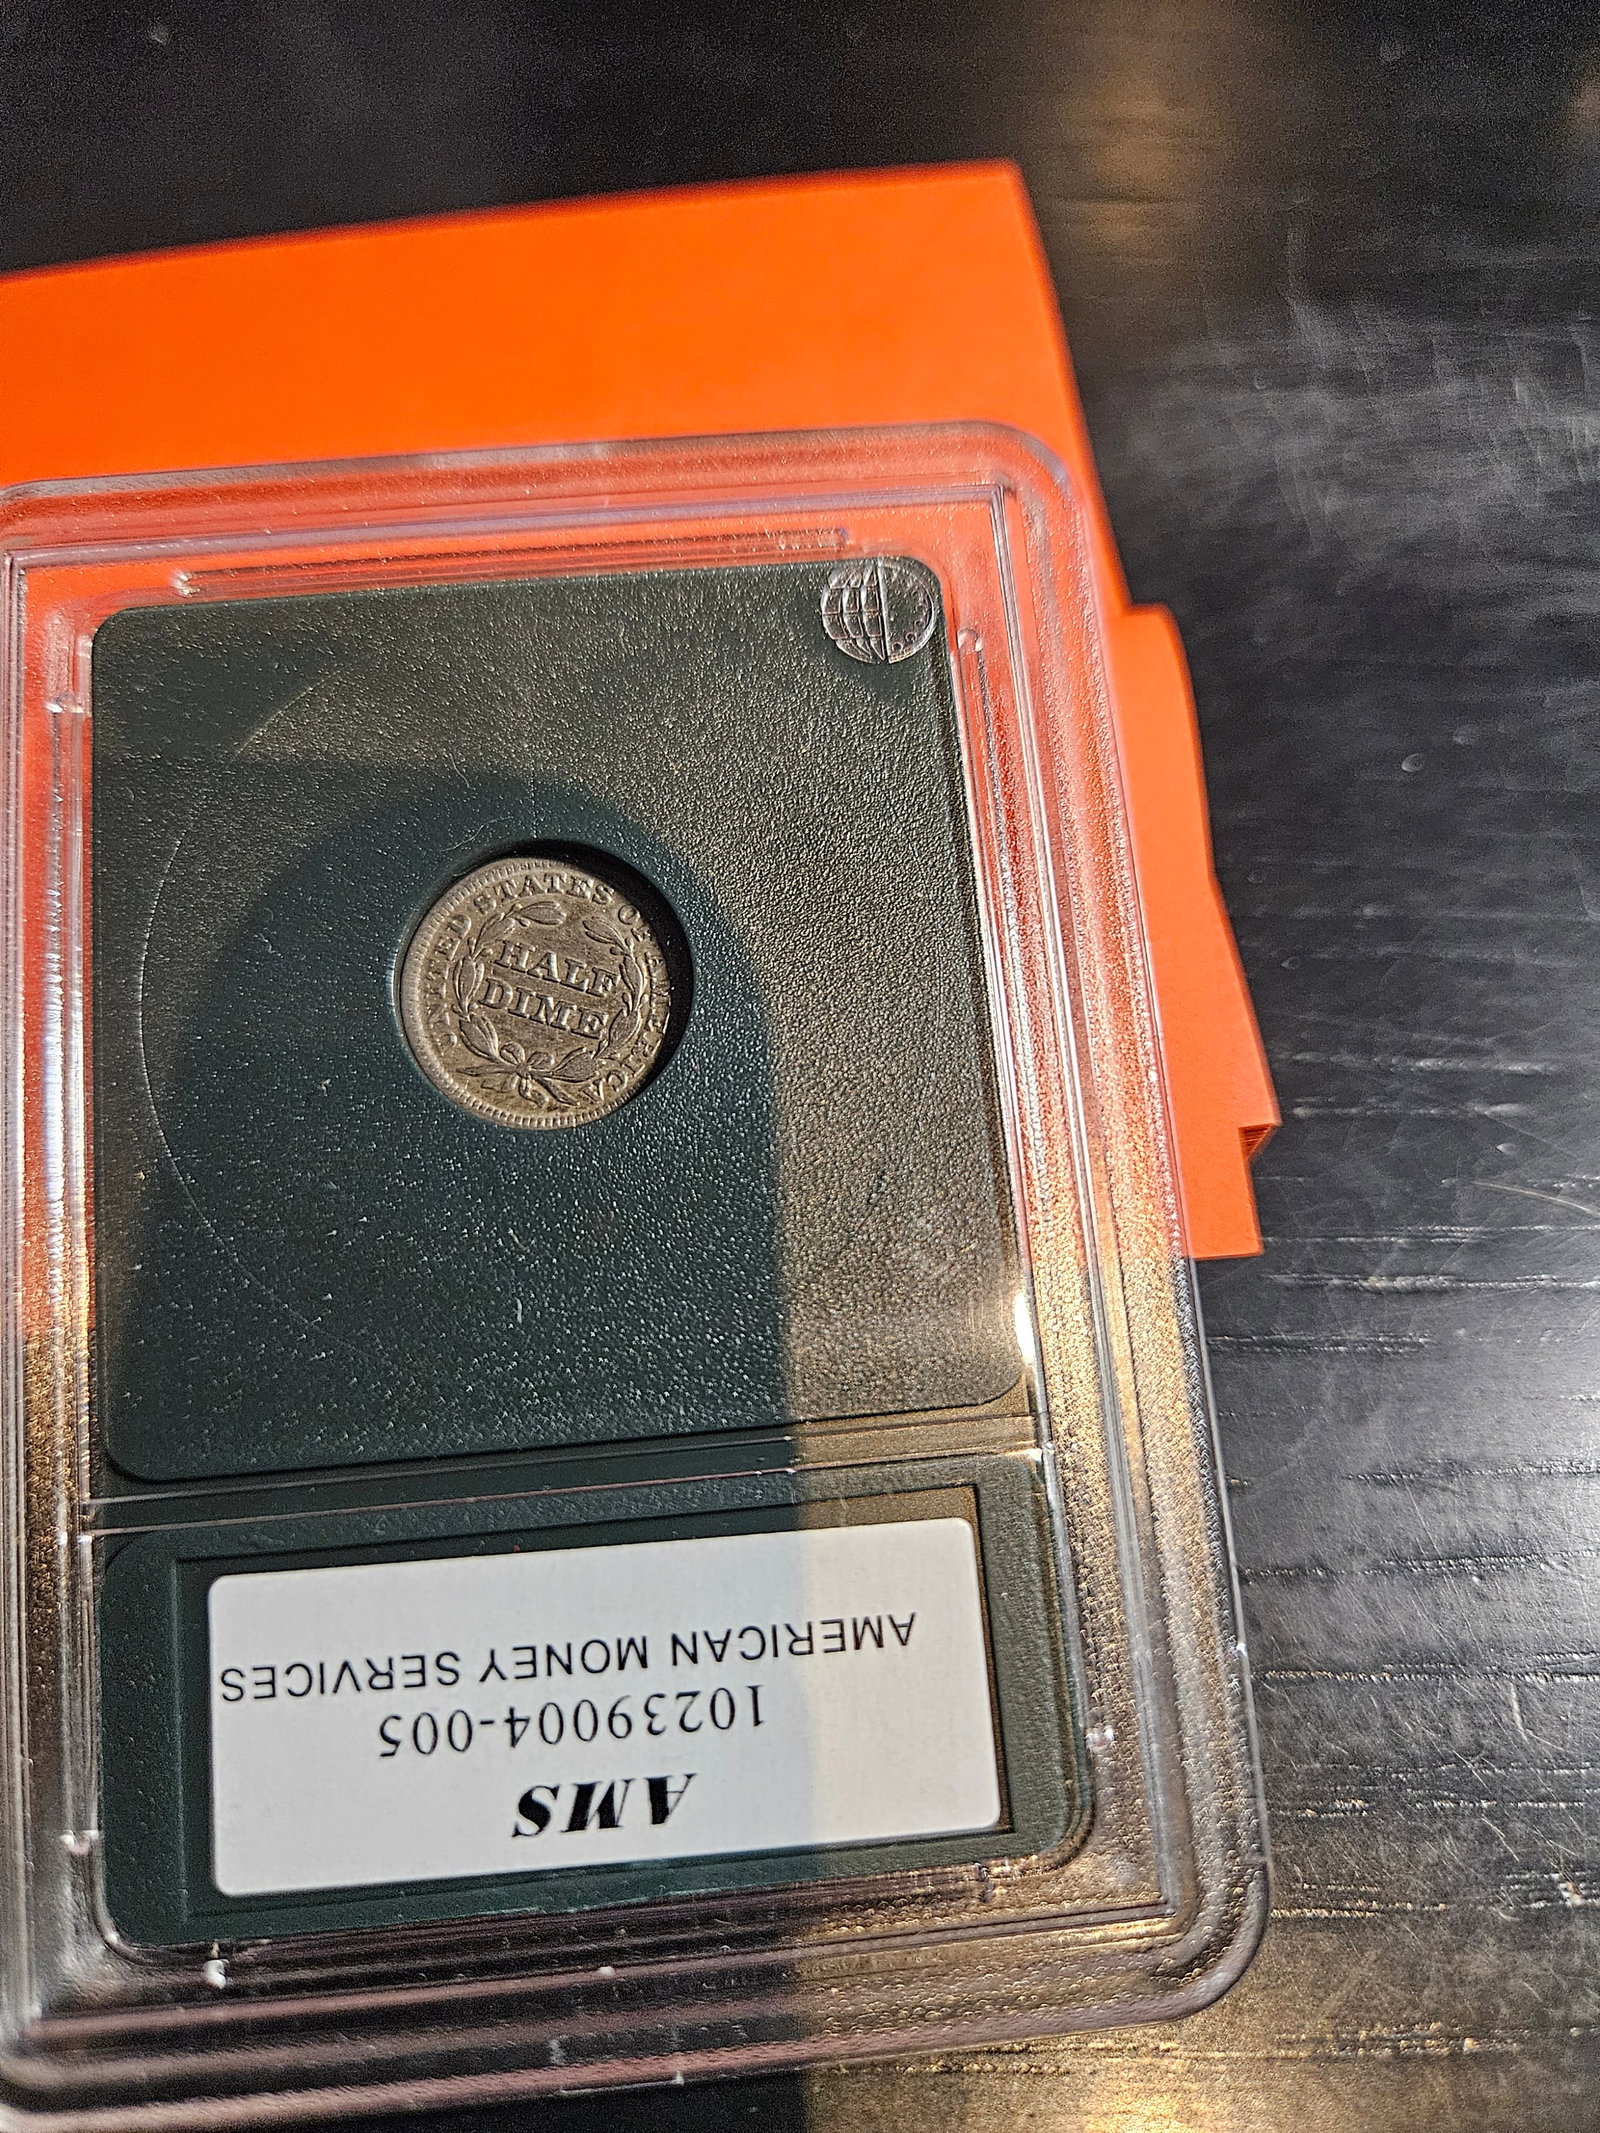 UNITED STATES OF AMERICA
HALF
DIME
AMS
10239004-005
AMERICAN MONEY SERVICES